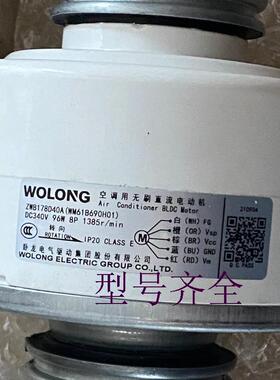 WOLONG 空调用无刷直流电动机
Air Conditioner BLDC Motor
ZWB178D40A(WM61B690H01)
DC340V 96W 8P 1385r/min
转向
ROTATION
IP20 CLASS E
M
白 (WH) FG
橙 (OR) Vsp
棕 (BR) Vcc
蓝 (BU) GND
红 (RD) Vm
卧龙电气驱动集团股份有限公司
WOLONG ELECTRIC GROUP CO.,LTD.
210R04
型号齐全